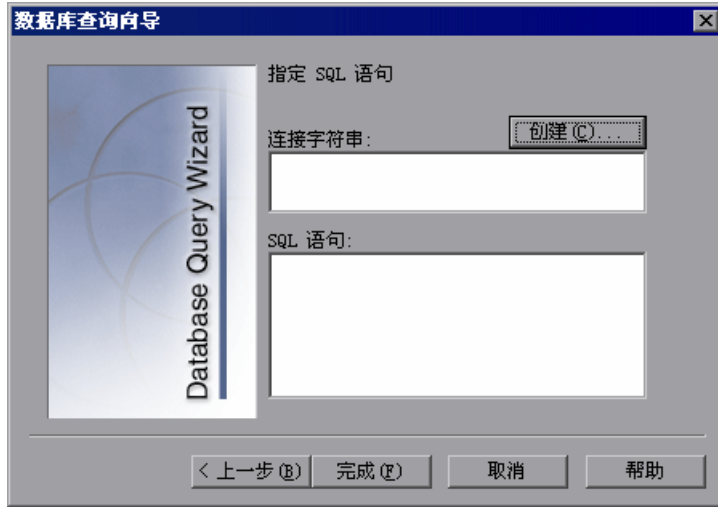 数据库查询向导
Database Query Wizard
指定 SQL 语句
连接字符串:
创建(C)...
SQL 语句:
< 上一步(B)
完成(F)
取消
帮助